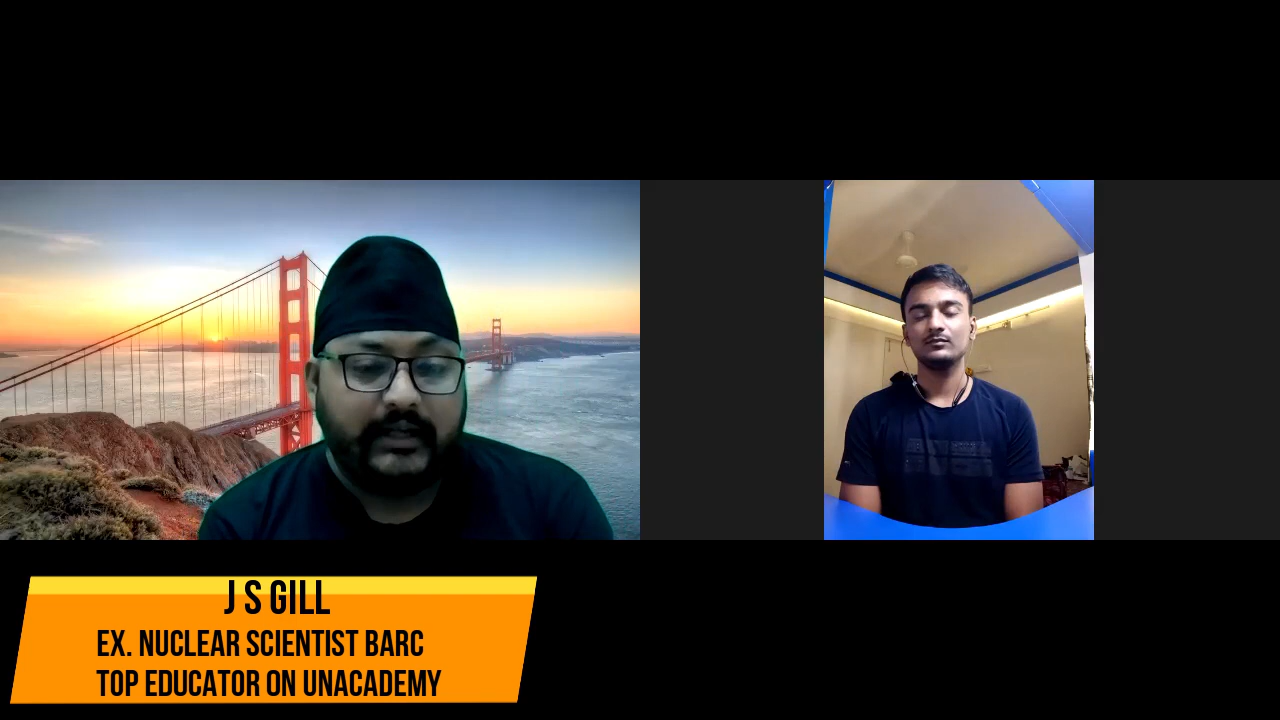 J S GILL
EX. NUCLEAR SCIENTIST BARC
TOP EDUCATOR ON UNACADEMY